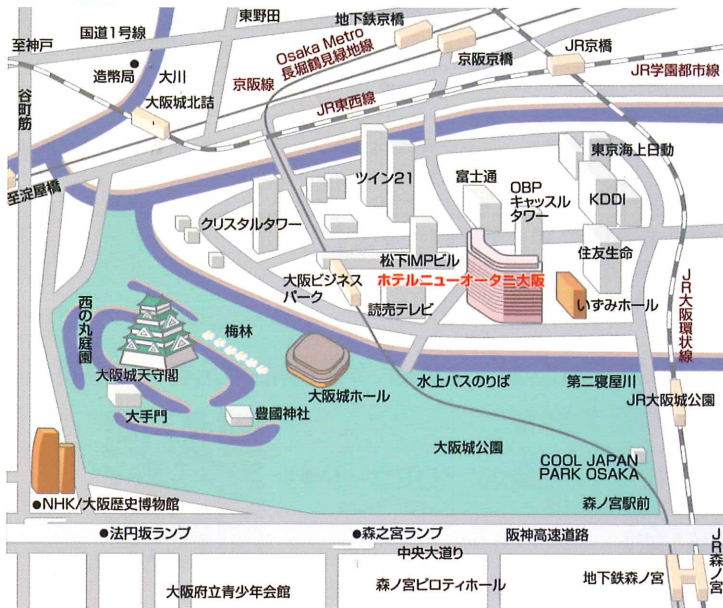 東野田
地下鉄京橋
国道1号線
至神戸
Osaka Metro
長堀鶴見緑地線
京阪京橋
JR京橋
造幣局
大川
京阪線
JR学園都市線
大阪城北詰
JR東西線
谷町筋
至淀屋橋
東京海上日動
ツイン21
富士通
OBP
キャッスル
タワー
KDDI
クリスタルタワー
松下IMPビル
住友生命
大阪ビジネス
パーク
ホテルニューオータニ大阪
読売テレビ
いずみホール
JR大阪環状線
西の丸庭園
梅林
大阪城天守閣
大阪城ホール
水上バスのりば
第二寝屋川
JR大阪城公園
大手門
豊國神社
大阪城公園
COOL JAPAN
PARK OSAKA
NHK/大阪歴史博物館
森ノ宮駅前
法円坂ランプ
森之宮ランプ
阪神高速道路
中央大通り
JR森ノ宮
地下鉄森ノ宮
大阪府立青少年会館
森ノ宮ピロティホール